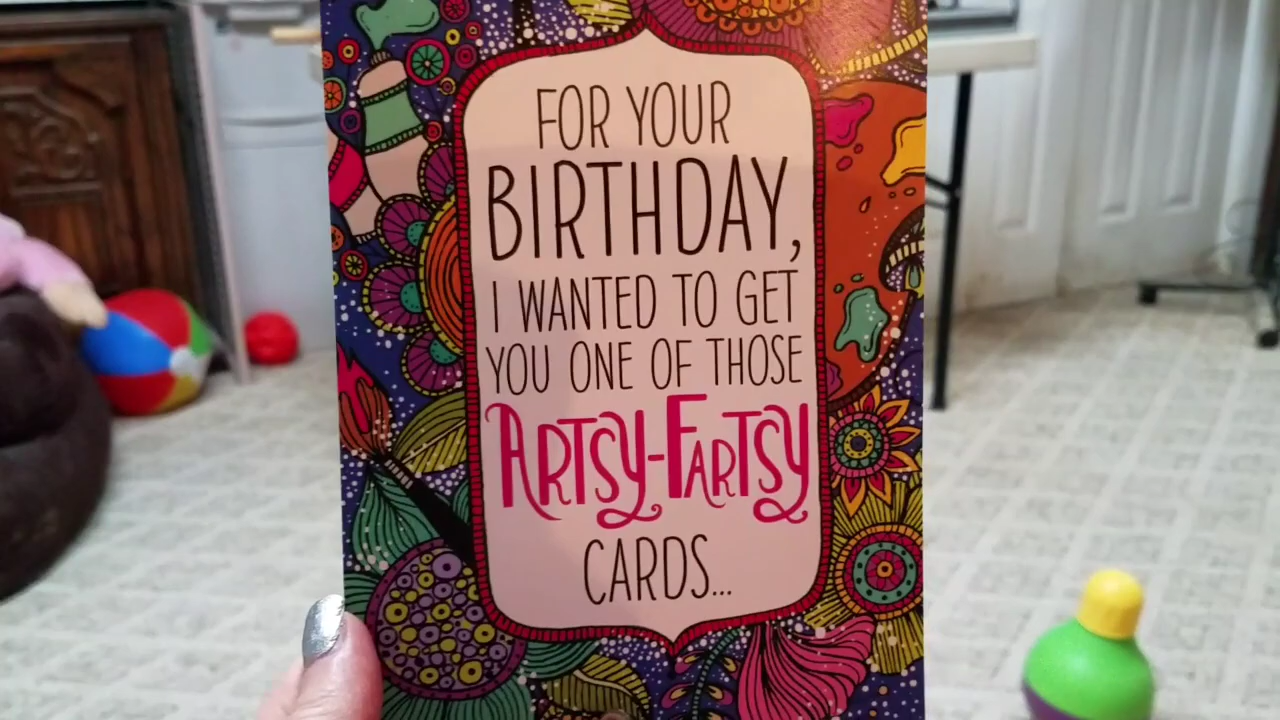 FOR YOUR
BIRTHDAY,
I WANTED TO GET
YOU ONE OF THOSE
ARTSY-FARTSY
CARDS...